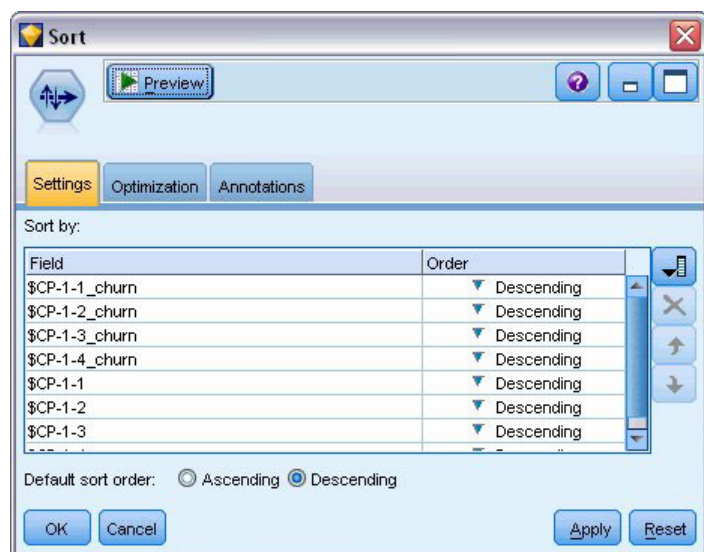 Sort
Preview
Settings Optimization Annotations
Sort by:
Field Order
$CP-1-1_churn Descending
$CP-1-2_churn Descending
$CP-1-3_churn Descending
$CP-1-4_churn Descending
$CP-1-1 Descending
$CP-1-2 Descending
$CP-1-3 Descending
Default sort order: Ascending Descending
OK Cancel Apply Reset